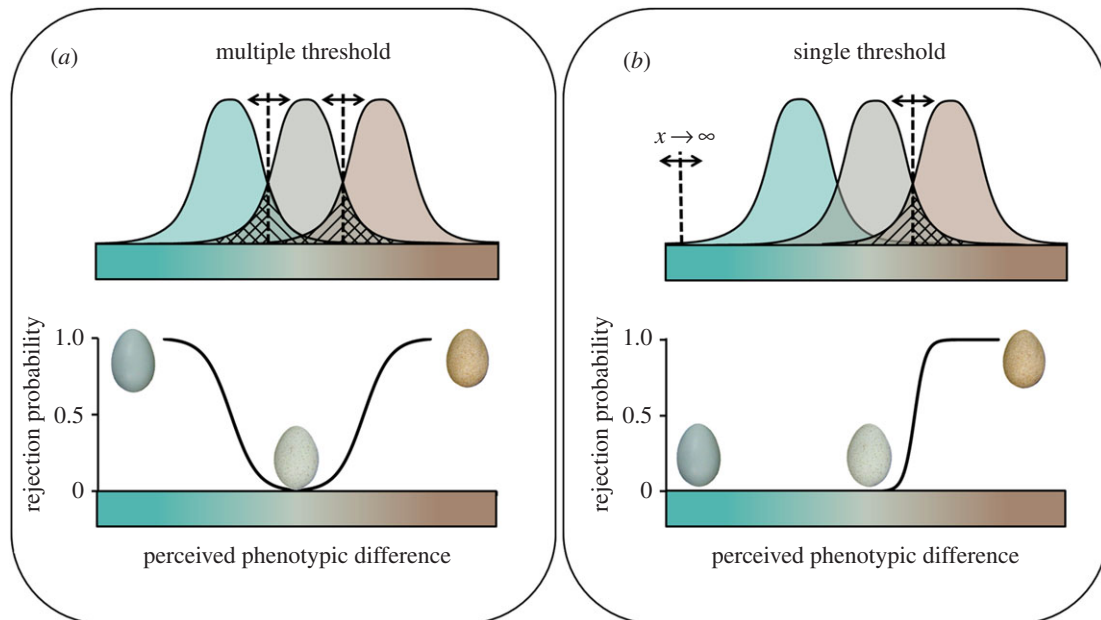 (a)
multiple threshold
rejection probability
1.0
0.5
0
perceived phenotypic difference
(b)
single threshold
x → ∞
rejection probability
1.0
0.5
0
perceived phenotypic difference